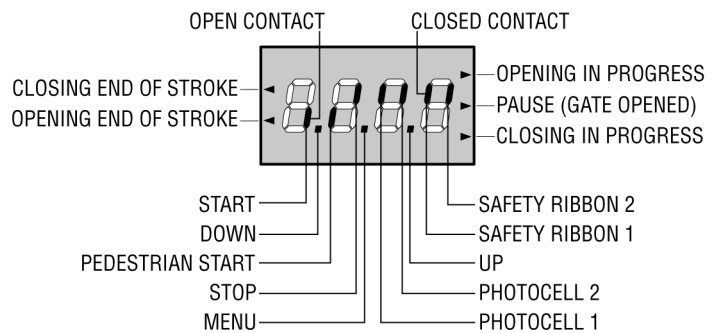 OPEN CONTACT
CLOSED CONTACT
CLOSING END OF STROKE
OPENING END OF STROKE
OPENING IN PROGRESS
PAUSE (GATE OPENED)
CLOSING IN PROGRESS
START
DOWN
PEDESTRIAN START
STOP
MENU
SAFETY RIBBON 2
SAFETY RIBBON 1
UP
PHOTOCELL 2
PHOTOCELL 1